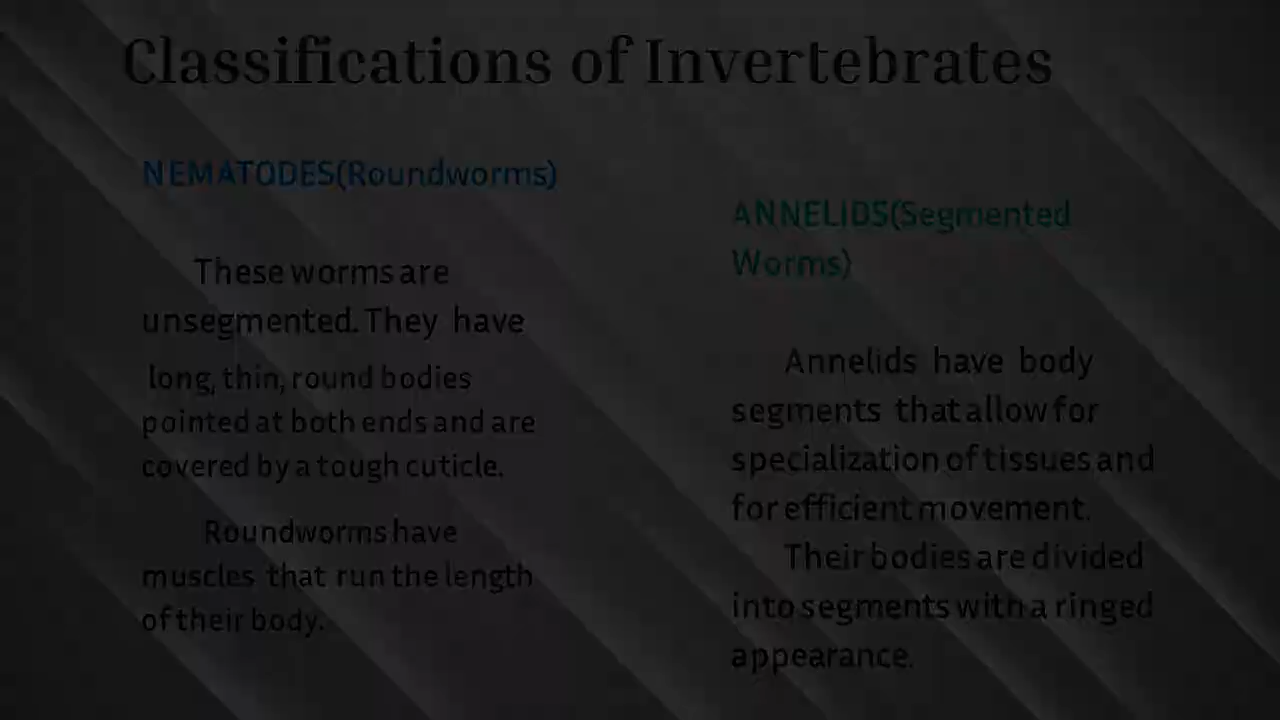 Classifications of Invertebrates
NEMATODES(Roundworms)
These worms are
unsegmented. They have
long, thin, round bodies
pointed at both ends and are
covered by a tough cuticle.
Roundworms have
muscles that run the length
of their body.
ANNELIDS(Segmented
Worms)
Annelids have body
segments that allow for
specialization of tissues and
for efficient movement.
Their bodies are divided
into segments with a ringed
appearance.